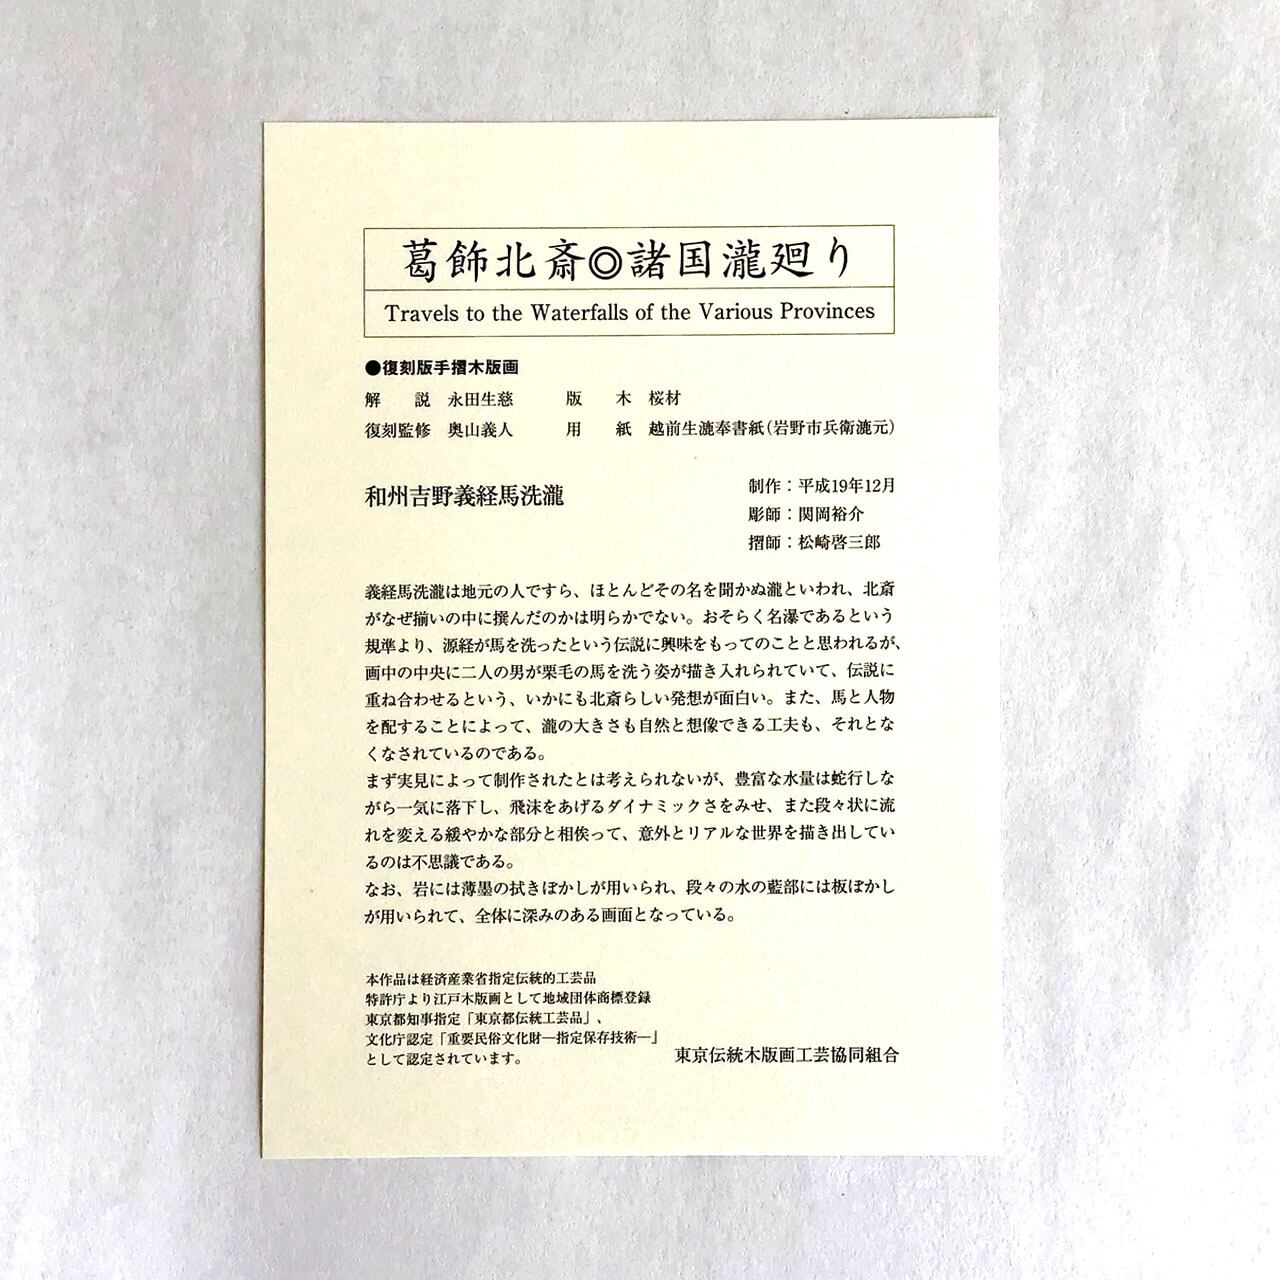 葛飾北斎◎諸国瀧廻り
Travels to the Waterfalls of the Various Provinces
●復刻版手摺木版画
解　説　永田生慈　版　木　桜材
復刻監修　奥山義人　用　紙　越前生漉奉書紙(岩野市兵衛漉元)
和州吉野義経馬洗瀧
制作：平成19年12月
彫師：関岡裕介
摺師：松崎啓三郎
義経馬洗瀧は地元の人ですら、ほとんどその名を聞かぬ瀧といわれ、北斎
がなぜ揃いの中に撰んだのかは明らかでない。おそらく名瀑であるという
規準より、源経が馬を洗ったという伝説に興味をもってのことと思われるが、
画中の中央に二人の男が栗毛の馬を洗う姿が描き入れられていて、伝説に
重ね合わせるという、いかにも北斎らしい発想が面白い。また、馬と人物
を配することによって、瀧の大きさも自然と想像できる工夫も、それとな
くなされているのである。
まず実見によって制作されたとは考えられないが、豊富な水量は蛇行しな
がら一気に落下し、飛沫をあげるダイナミックさをみせ、また段々状に流
れを変える緩やかな部分と相俟って、意外とリアルな世界を描き出してい
るのは不思議である。
なお、岩には薄墨の拭きぼかしが用いられ、段々の水の藍部には板ぼかし
が用いられて、全体に深みのある画面となっている。
本作品は経済産業省指定伝統的工芸品
特許庁より江戸木版画として地域団体商標登録
東京都知事指定「東京都伝統工芸品」、
文化庁認定「重要民俗文化財―指定保存技術―」
として認定されています。
東京伝統木版画工芸協同組合